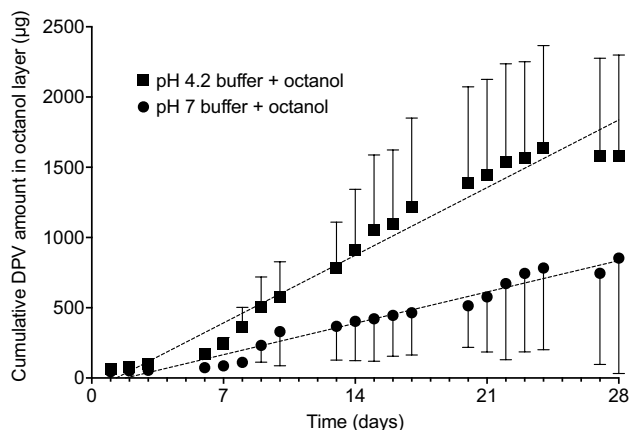 Cumulative DPV amount in octanol layer (µg)
2500
2000
1500
1000
500
0
pH 4.2 buffer + octanol
pH 7 buffer + octanol
0 7 14 21 28
Time (days)